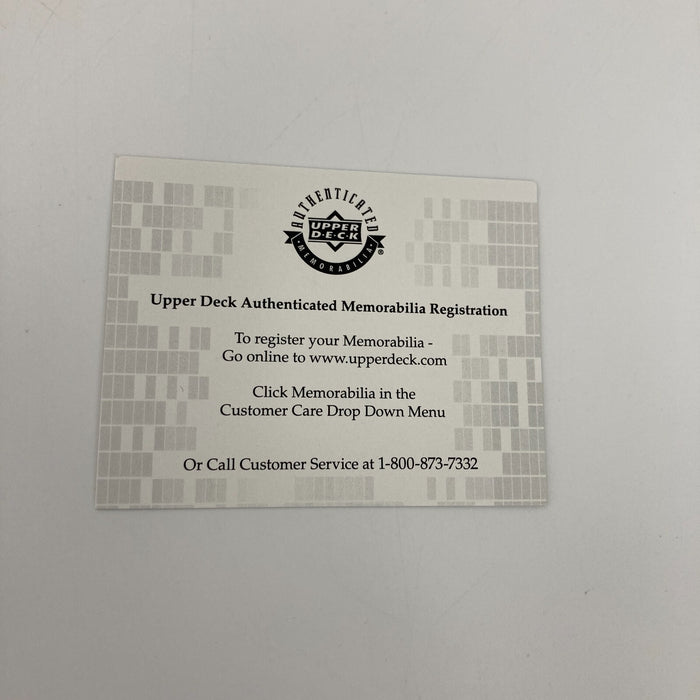 AUTHENTICATED
UPPER
D·E·C·K
·MEMORABILIA·
®
Upper Deck Authenticated Memorabilia Registration
To register your Memorabilia -
Go online to www.upperdeck.com
Click Memorabilia in the
Customer Care Drop Down Menu
Or Call Customer Service at 1-800-873-7332